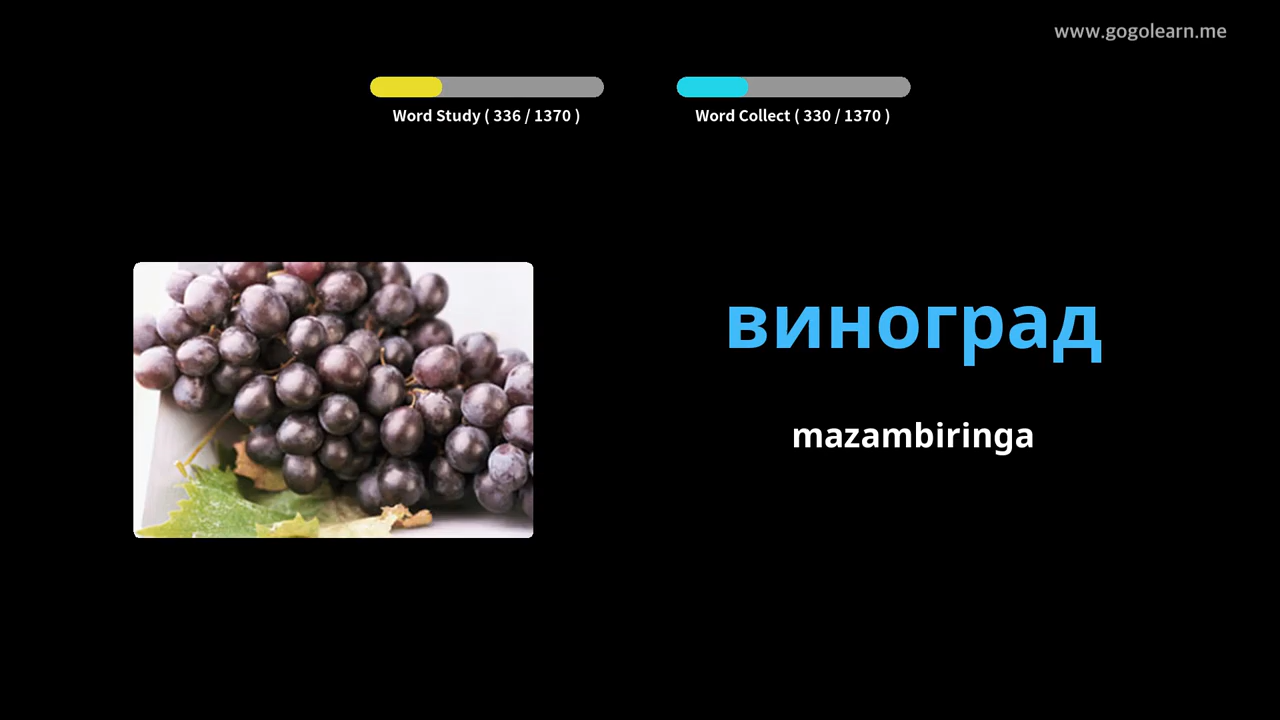 www.gogolearn.me
Word Study ( 336 / 1370 )
Word Collect ( 330 / 1370 )
виноград
mazambiringa